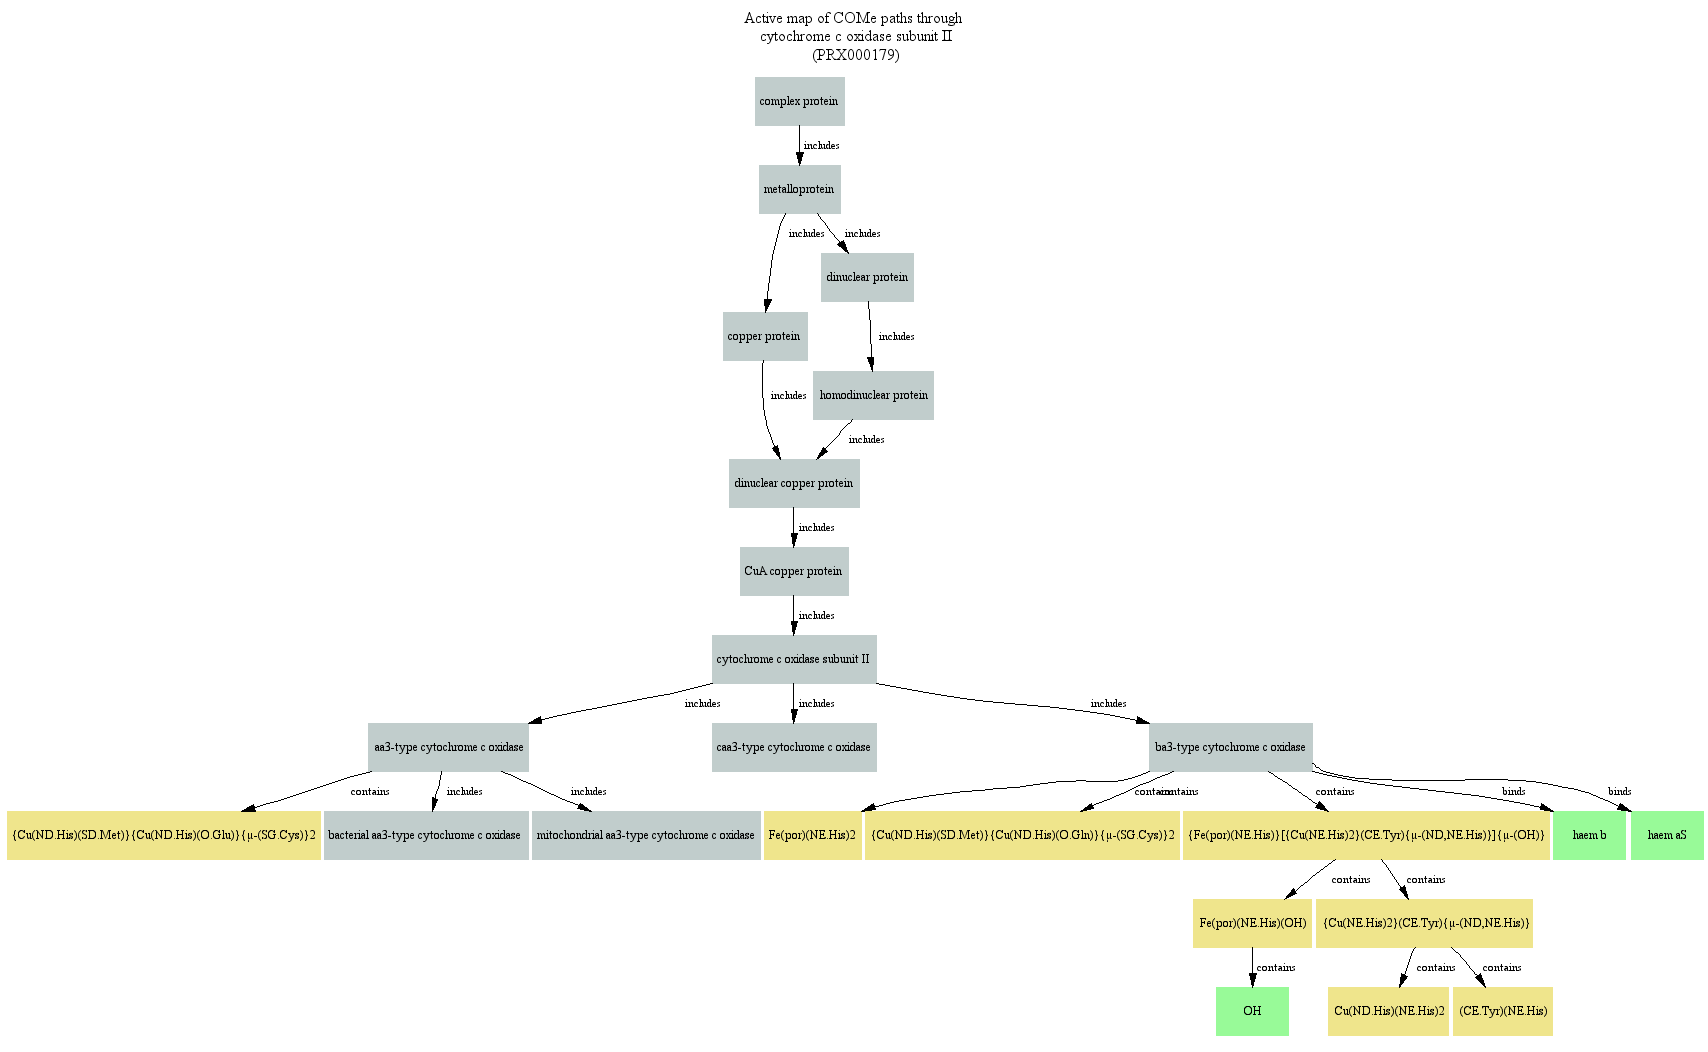 Active map of COMe paths through
cytochrome c oxidase subunit II
(PRX000179)
complex protein
includes
metalloprotein
includes
includes
dinuclear protein
copper protein
includes
includes
homodinuclear protein
includes
dinuclear copper protein
includes
CuA copper protein
includes
cytochrome c oxidase subunit II
includes
includes
includes
aa3-type cytochrome c oxidase
caa3-type cytochrome c oxidase
ba3-type cytochrome c oxidase
contains
includes
includes
contains
contains
contains
binds
binds
{Cu(ND.His)(SD.Met)}{Cu(ND.His)(O.Glu)}{μ-(SG.Cys)}2
bacterial aa3-type cytochrome c oxidase
mitochondrial aa3-type cytochrome c oxidase
Fe(por)(NE.His)2
{Cu(ND.His)(SD.Met)}{Cu(ND.His)(O.Gln)}{μ-(SG.Cys)}2
{Fe(por)(NE.His)}[{Cu(NE.His)2}(CE.Tyr){μ-(ND,NE.His)}]{μ-(OH)}
haem b
haem aS
contains
contains
Fe(por)(NE.His)(OH)
{Cu(NE.His)2}(CE.Tyr){μ-(ND,NE.His)}
contains
contains
contains
OH
Cu(ND.His)(NE.His)2
(CE.Tyr)(NE.His)